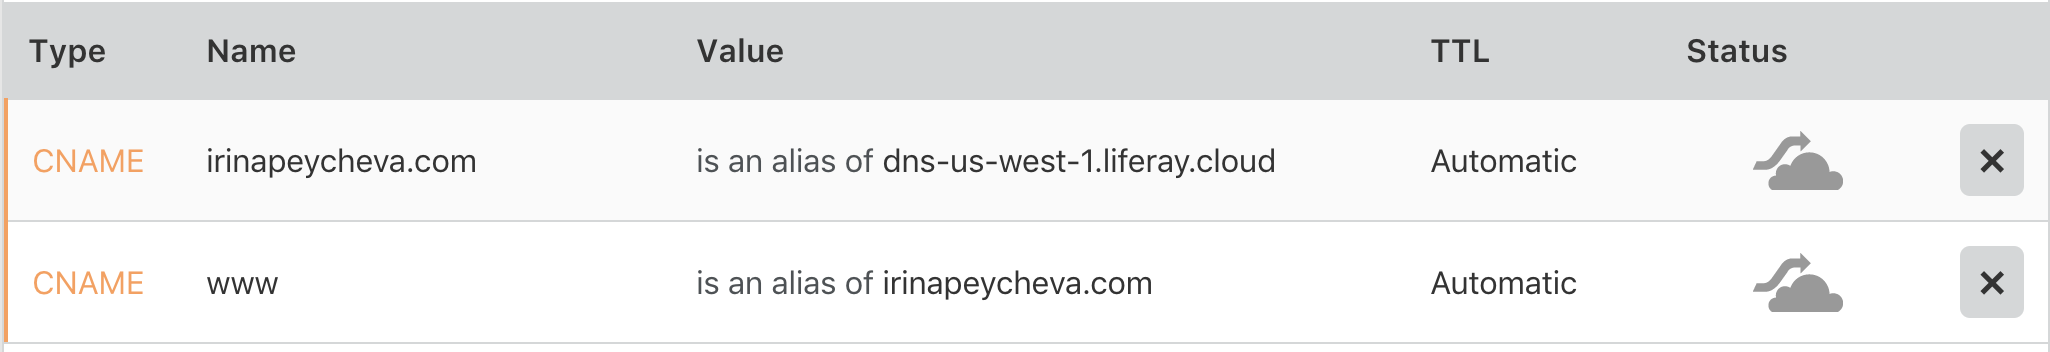 Type Name Value TTL Status
CNAME irinapeycheva.com is an alias of dns-us-west-1.liferay.cloud Automatic
CNAME www is an alias of irinapeycheva.com Automatic